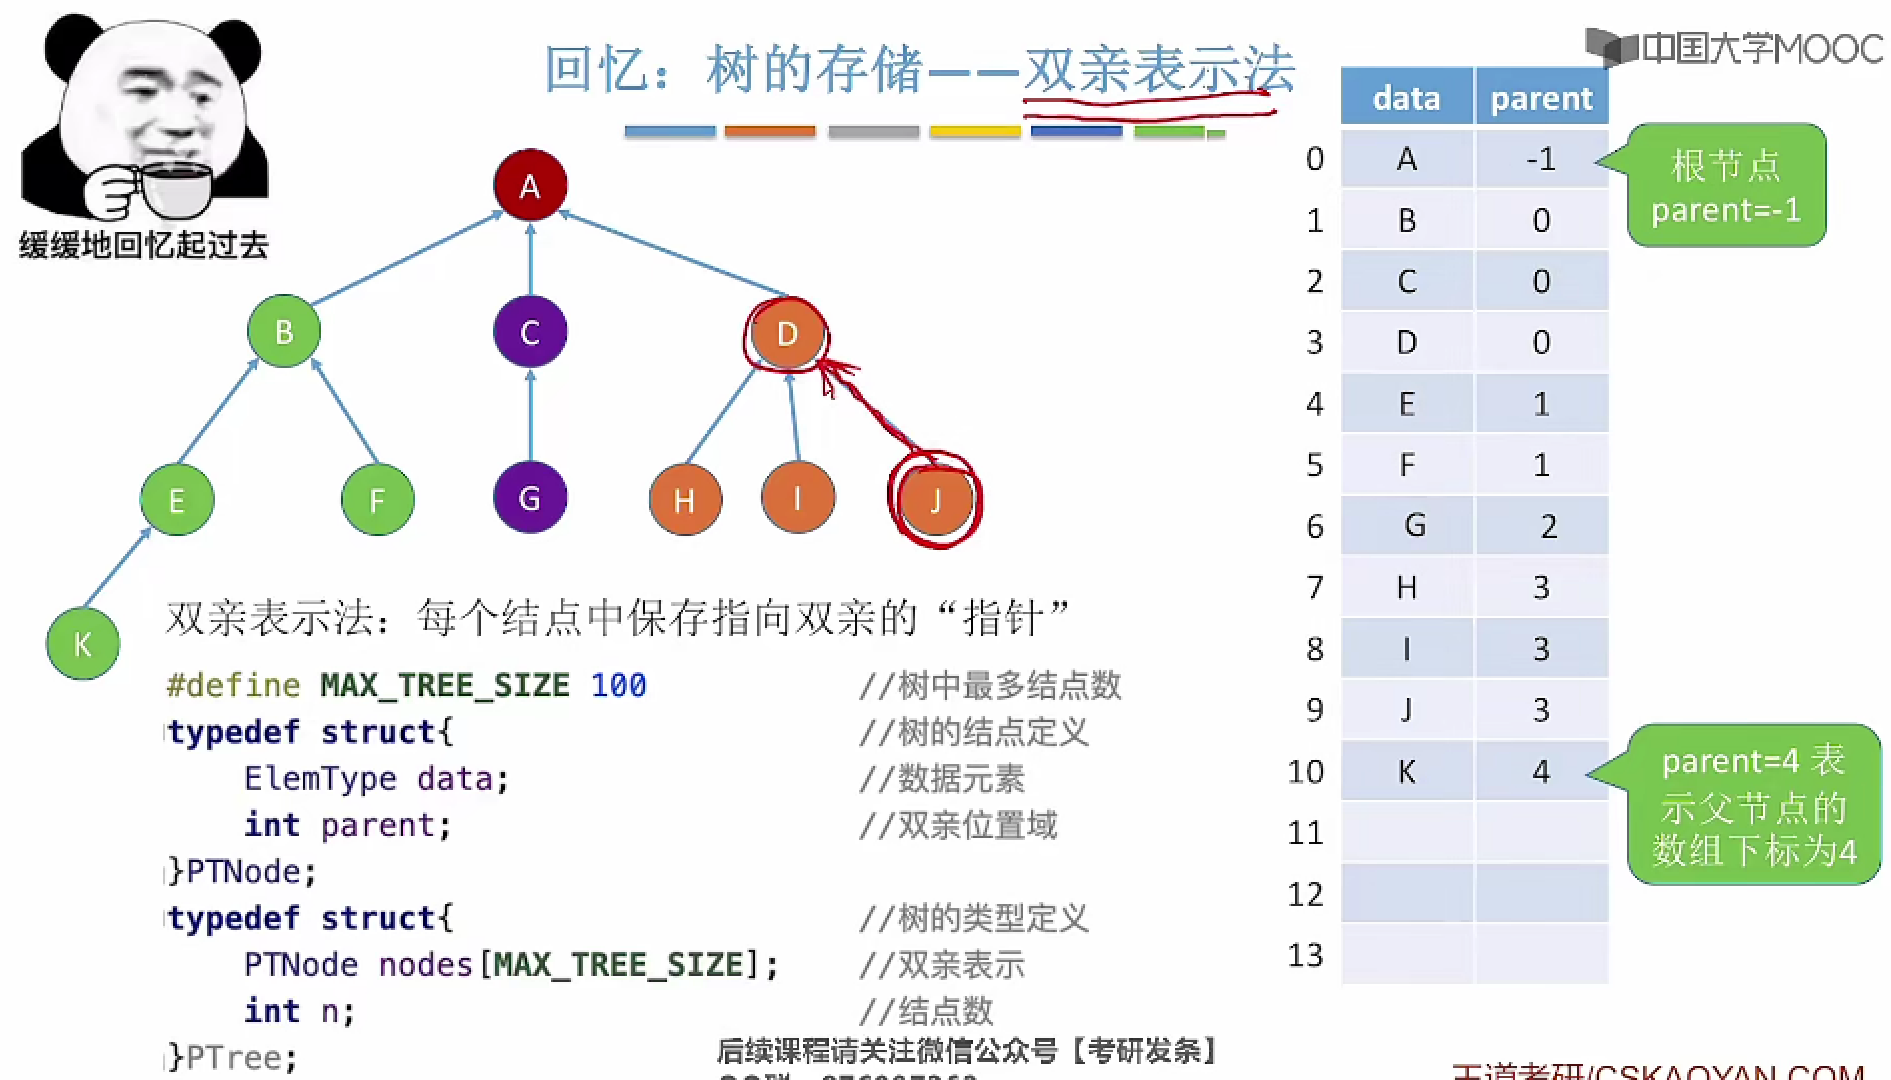 中国大学MOOC
回忆：树的存储——双亲表示法
缓缓地回忆起过去
A
B
C
D
E
F
G
H
I
J
K
data parent
0 A -1
1 B 0
2 C 0
3 D 0
4 E 1
5 F 1
6 G 2
7 H 3
8 I 3
9 J 3
10 K 4
11
12
13
根节点
parent=-1
parent=4 表
示父节点的
数组下标为4
双亲表示法：每个结点中保存指向双亲的“指针”
#define MAX_TREE_SIZE 100 //树中最多结点数
typedef struct{ //树的结点定义
ElemType data; //数据元素
int parent; //双亲位置域
}PTNode;
typedef struct{ //树的类型定义
PTNode nodes[MAX_TREE_SIZE]; //双亲表示
int n; //结点数
}PTree;
后续课程请关注微信公众号【考研发条】
王道考研/CSKAOYAN.COM